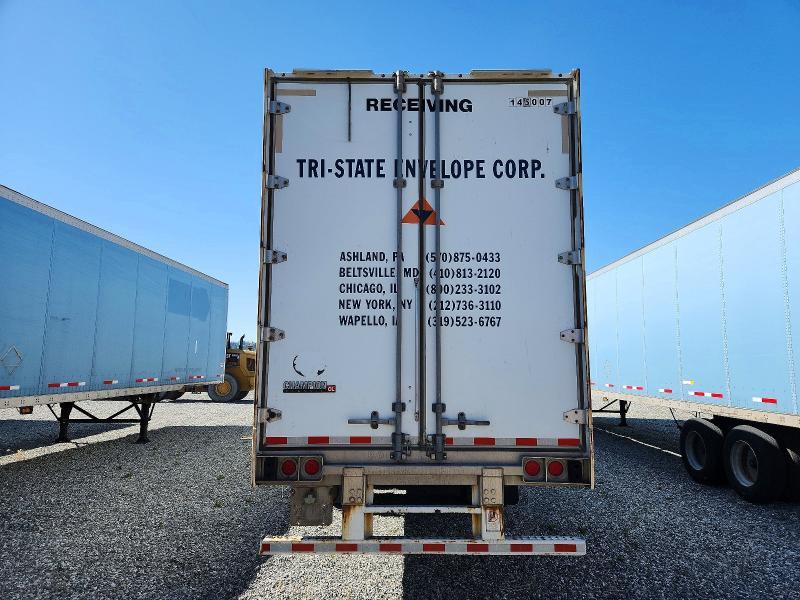 RECEIVING
145007
TRI-STATE ENVELOPE CORP.
ASHLAND, PA (570)875-0433
BELTSVILLE, MD (410)813-2120
CHICAGO, IL (800)233-3102
NEW YORK, NY (212)736-3110
WAPELLO, IA (319)523-6767
CHAMPION CL